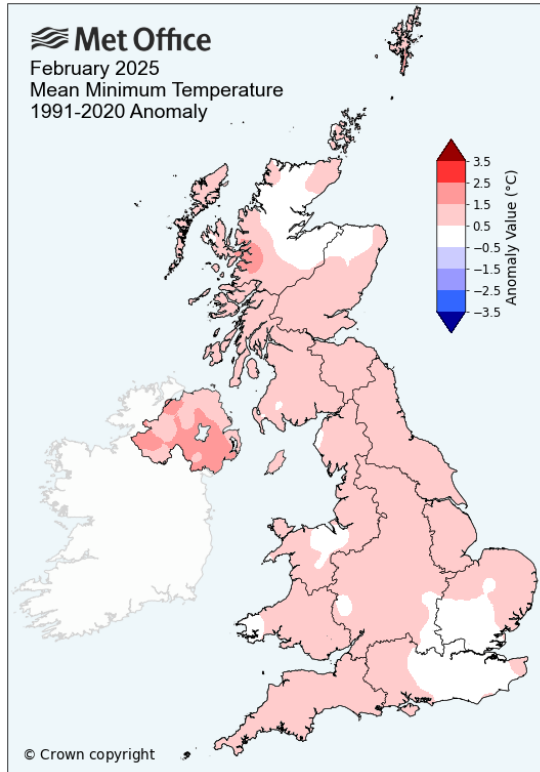 Met Office
February 2025
Mean Minimum Temperature
1991-2020 Anomaly
3.5
2.5
1.5
0.5
−0.5
−1.5
−2.5
−3.5
Anomaly Value (°C)
© Crown copyright